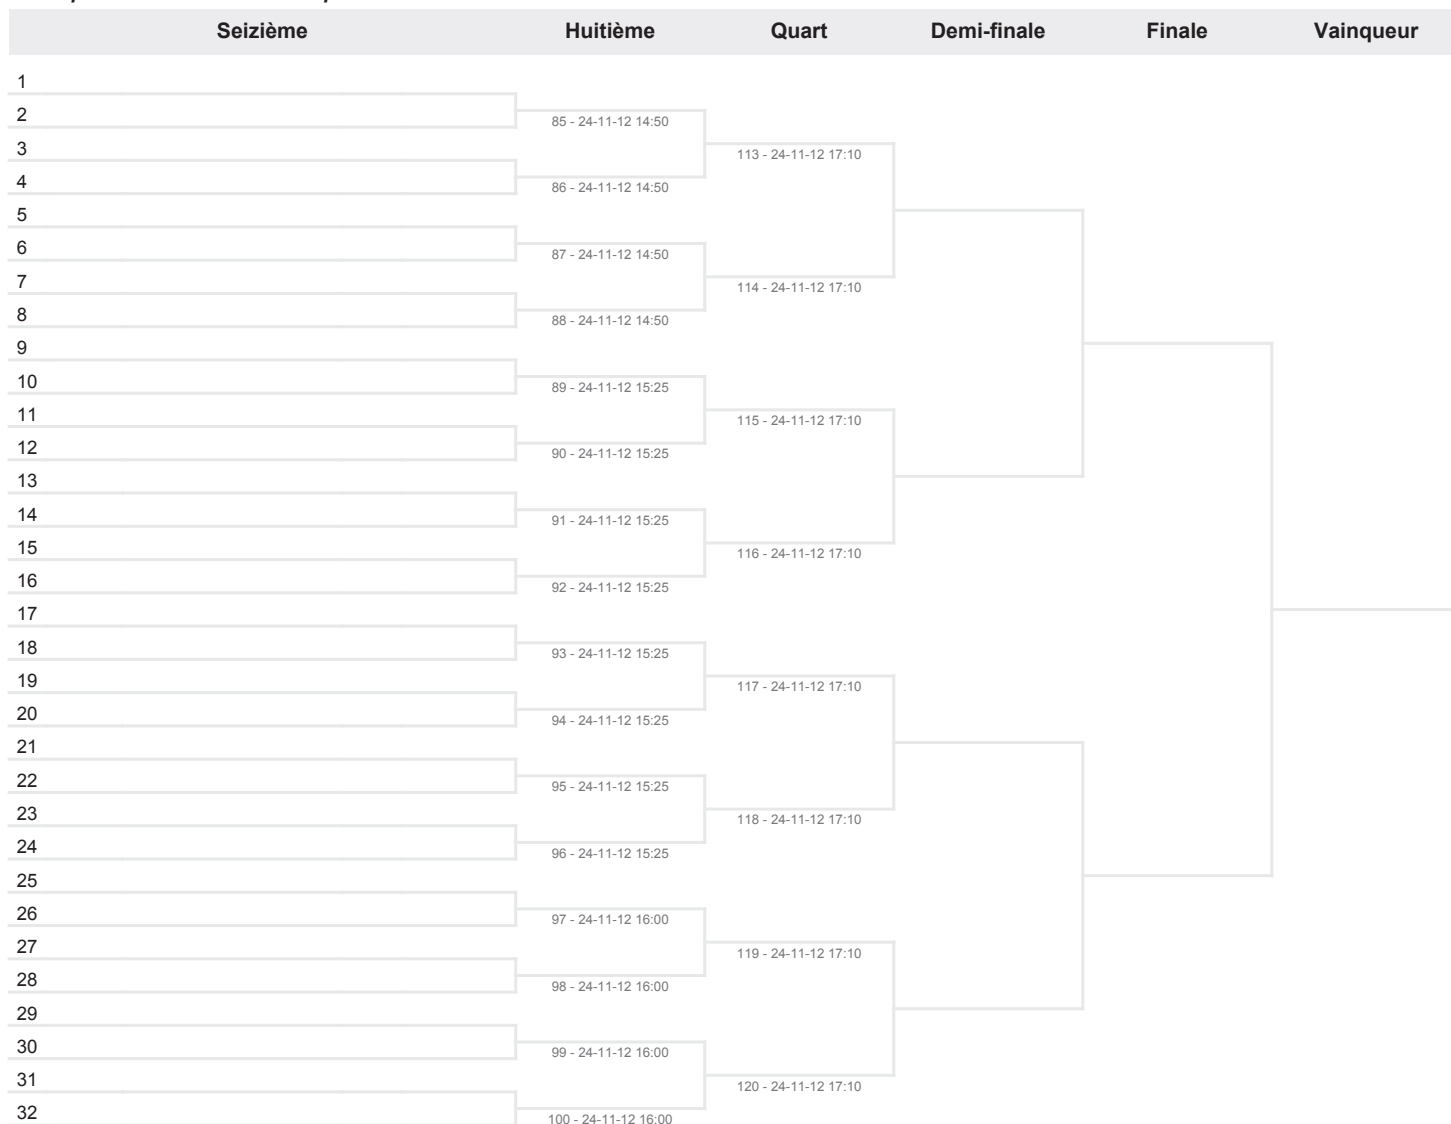 Seizième Huitième Quart Demi-finale Finale Vainqueur
1
2
85 - 24-11-12 14:50
3
113 - 24-11-12 17:10
4
86 - 24-11-12 14:50
5
6
87 - 24-11-12 14:50
7
114 - 24-11-12 17:10
8
88 - 24-11-12 14:50
9
10
89 - 24-11-12 15:25
11
115 - 24-11-12 17:10
12
90 - 24-11-12 15:25
13
14
91 - 24-11-12 15:25
15
116 - 24-11-12 17:10
16
92 - 24-11-12 15:25
17
18
93 - 24-11-12 15:25
19
117 - 24-11-12 17:10
20
94 - 24-11-12 15:25
21
22
95 - 24-11-12 15:25
23
118 - 24-11-12 17:10
24
96 - 24-11-12 15:25
25
26
97 - 24-11-12 16:00
27
119 - 24-11-12 17:10
28
98 - 24-11-12 16:00
29
30
99 - 24-11-12 16:00
31
120 - 24-11-12 17:10
32
100 - 24-11-12 16:00